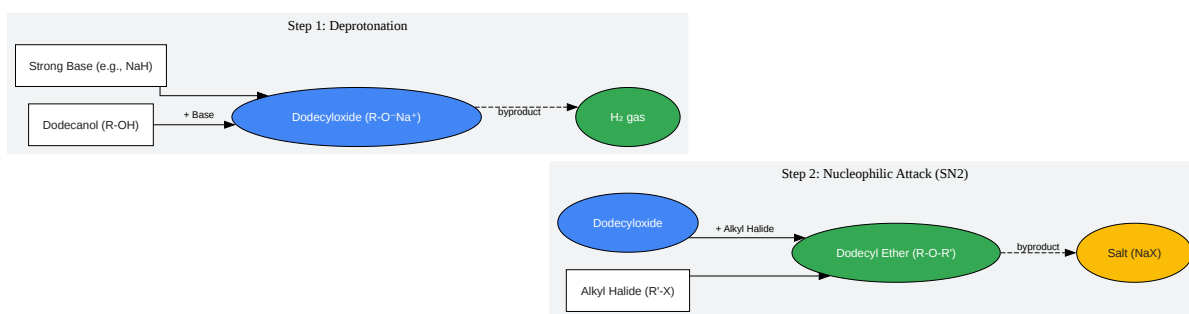 Step 1: Deprotonation
Strong Base (e.g., NaH)
Dodecanol (R-OH)
+ Base
Dodecyloxide (R-O⁻Na⁺)
byproduct
H₂ gas
Step 2: Nucleophilic Attack (SN2)
Dodecyloxide
+ Alkyl Halide
Alkyl Halide (R'-X)
Dodecyl Ether (R-O-R')
byproduct
Salt (NaX)